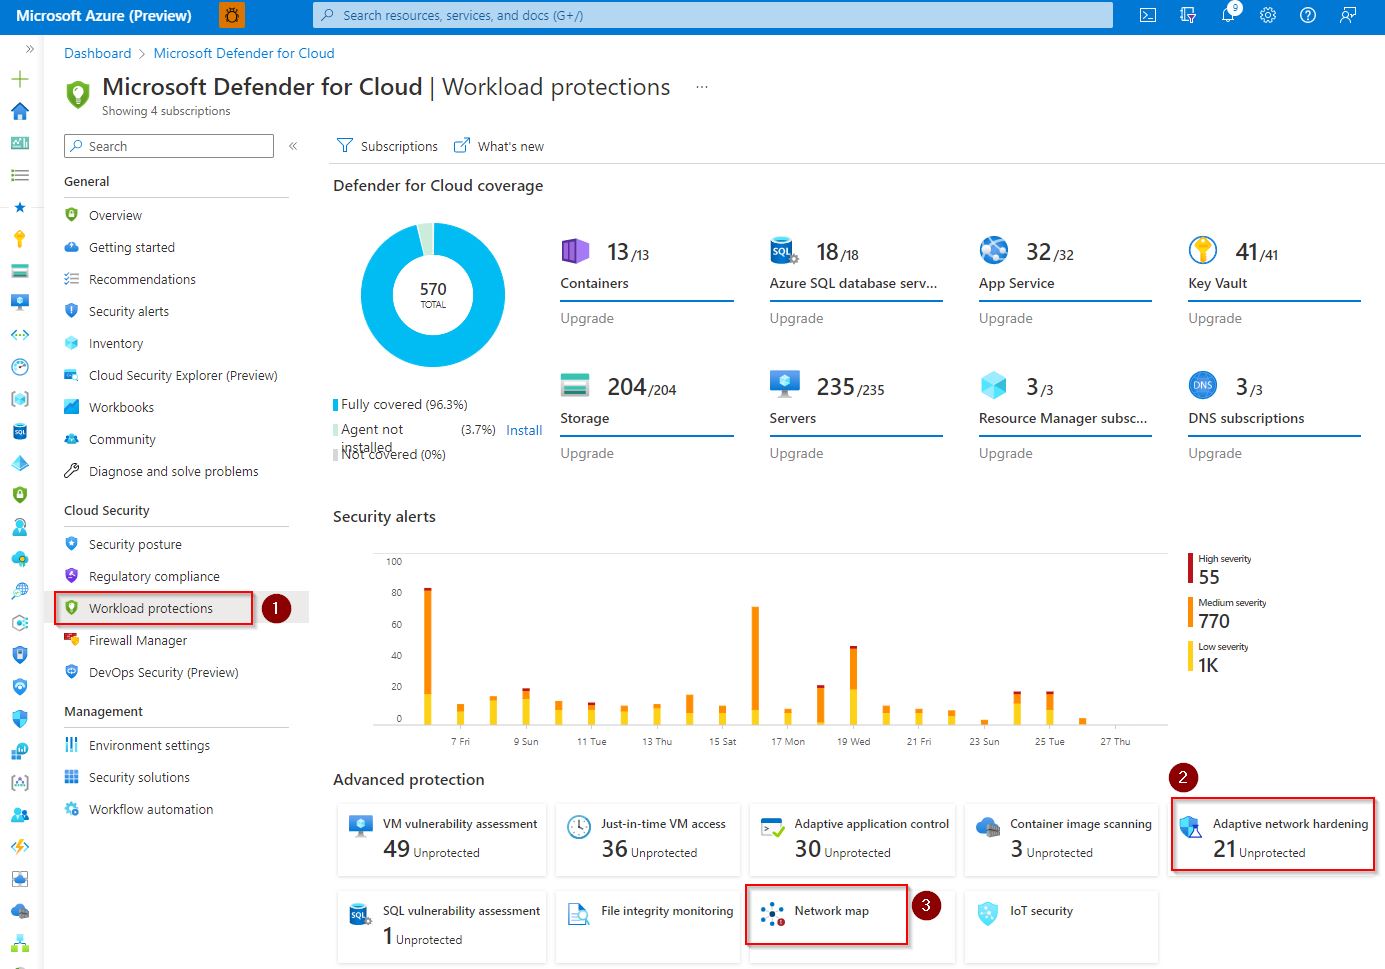 Microsoft Azure (Preview)
Search resources, services, and docs (G+/)
9
Dashboard > Microsoft Defender for Cloud
Microsoft Defender for Cloud | Workload protections ...
Showing 4 subscriptions
Search
General
Overview
Getting started
Recommendations
Security alerts
Inventory
Cloud Security Explorer (Preview)
Workbooks
Community
Diagnose and solve problems
Cloud Security
Security posture
Regulatory compliance
Workload protections
1
Firewall Manager
DevOps Security (Preview)
Management
Environment settings
Security solutions
Workflow automation
Subscriptions
What's new
Defender for Cloud coverage
570
TOTAL
Fully covered (96.3%)
Agent not installed (3.7%) Install
Not covered (0%)
13/13
Containers
Upgrade
18/18
Azure SQL database serv...
Upgrade
32/32
App Service
Upgrade
41/41
Key Vault
Upgrade
204/204
Storage
Upgrade
235/235
Servers
Upgrade
3/3
Resource Manager subsc...
Upgrade
DNS
3/3
DNS subscriptions
Upgrade
Security alerts
100
80
60
40
20
0
7 Fri
9 Sun
11 Tue
13 Thu
15 Sat
17 Mon
19 Wed
21 Fri
23 Sun
25 Tue
27 Thu
High severity
55
Medium severity
770
Low severity
1K
Advanced protection
VM vulnerability assessment
49 Unprotected
Just-in-time VM access
36 Unprotected
Adaptive application control
30 Unprotected
Container image scanning
3 Unprotected
2
Adaptive network hardening
21 Unprotected
SQL
SQL vulnerability assessment
1 Unprotected
File integrity monitoring
Network map
3
IoT security